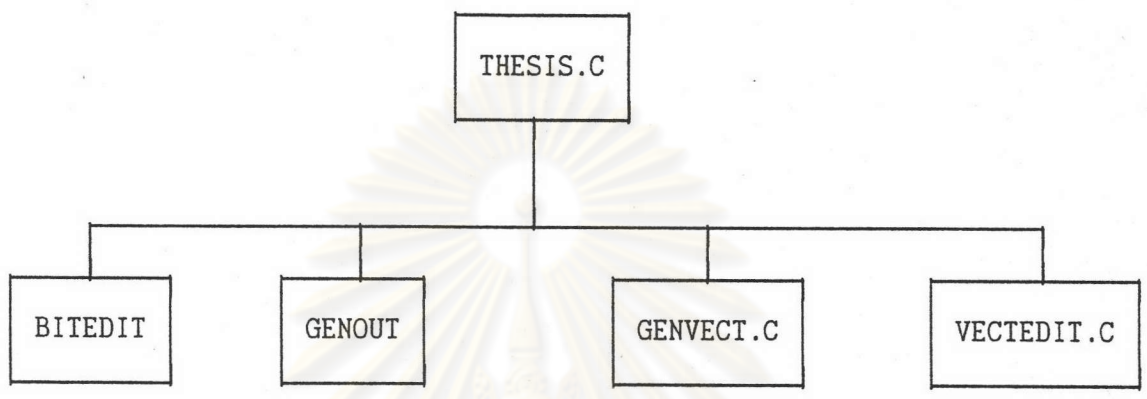 THESIS.C
BITEDIT
GENOUT
GENVECT.C
VECTEDIT.C